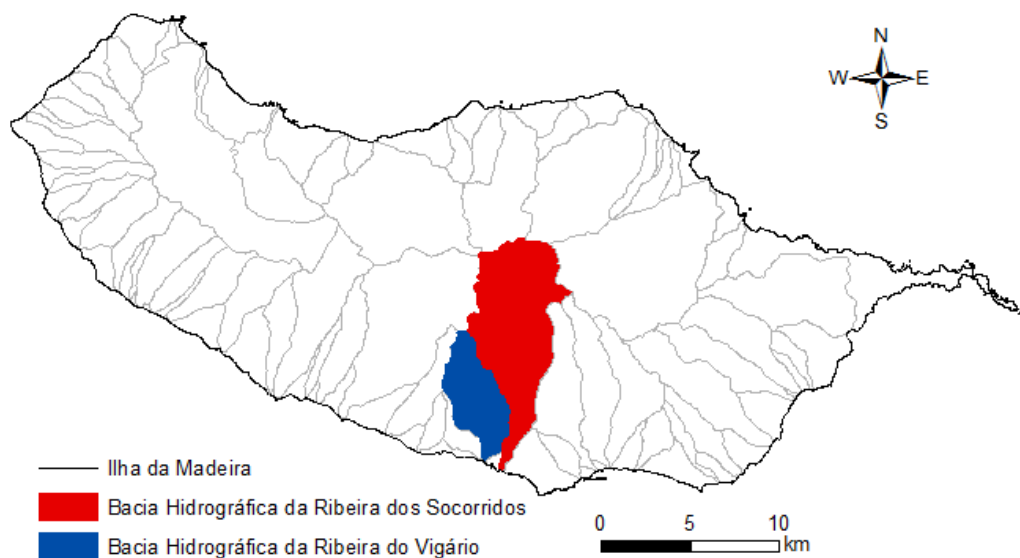 N
W E
S
Ilha da Madeira
Bacia Hidrográfica da Ribeira dos Socorridos
Bacia Hidrográfica da Ribeira do Vigário
0 5 10
km